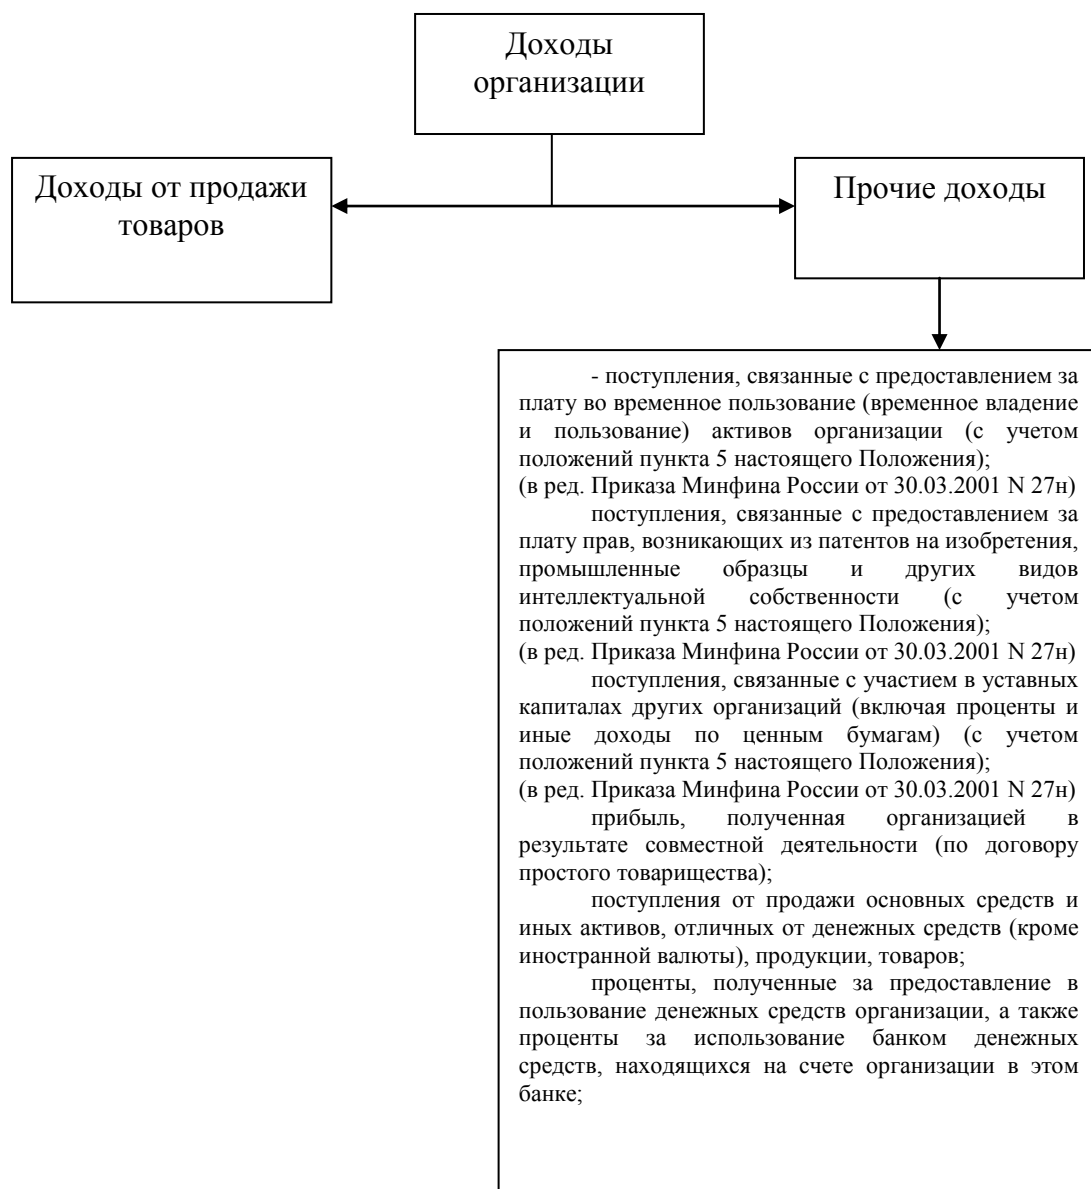 Доходы
организации
Доходы от продажи
товаров
Прочие доходы
- поступления, связанные с предоставлением за
плату во временное пользование (временное владение
и пользование) активов организации (с учетом
положений пункта 5 настоящего Положения);
(в ред. Приказа Минфина России от 30.03.2001 N 27н)
поступления, связанные с предоставлением за
плату прав, возникающих из патентов на изобретения,
промышленные образцы и других видов
интеллектуальной собственности (с учетом
положений пункта 5 настоящего Положения);
(в ред. Приказа Минфина России от 30.03.2001 N 27н)
поступления, связанные с участием в уставных
капиталах других организаций (включая проценты и
иные доходы по ценным бумагам) (с учетом
положений пункта 5 настоящего Положения);
(в ред. Приказа Минфина России от 30.03.2001 N 27н)
прибыль, полученная организацией в
результате совместной деятельности (по договору
простого товарищества);
поступления от продажи основных средств и
иных активов, отличных от денежных средств (кроме
иностранной валюты), продукции, товаров;
проценты, полученные за предоставление в
пользование денежных средств организации, а также
проценты за использование банком денежных
средств, находящихся на счете организации в этом
банке;